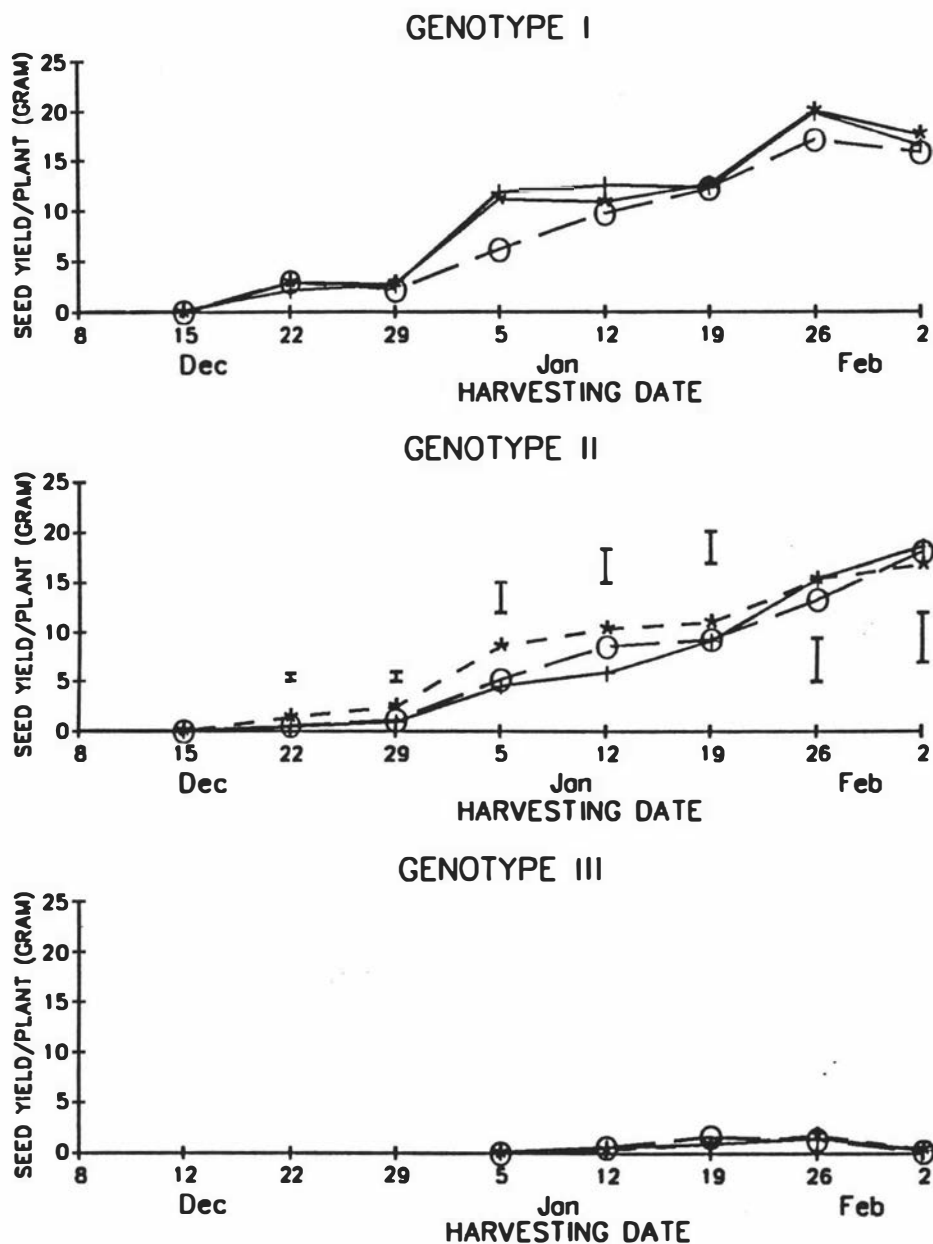 GENOTYPE I
SEED YIELD/PLANT (GRAM)
25
20
15
10
5
0
8 15 22 29 5 12 19 26 2
Dec Jan Feb
HARVESTING DATE
GENOTYPE II
SEED YIELD/PLANT (GRAM)
25
20
15
10
5
0
8 15 22 29 5 12 19 26 2
Dec Jan Feb
HARVESTING DATE
GENOTYPE III
SEED YIELD/PLANT (GRAM)
25
20
15
10
5
0
8 12 22 29 5 12 19 26 2
Dec Jan Feb
HARVESTING DATE